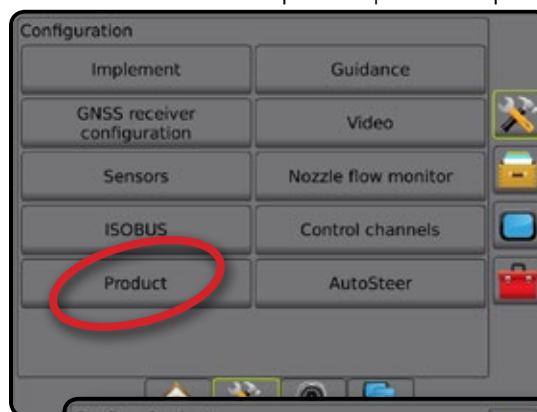 Configuration
Implement
Guidance
GNSS receiver
configuration
Video
Sensors
Nozzle flow monitor
ISOBUS
Control channels
Product
AutoSteer